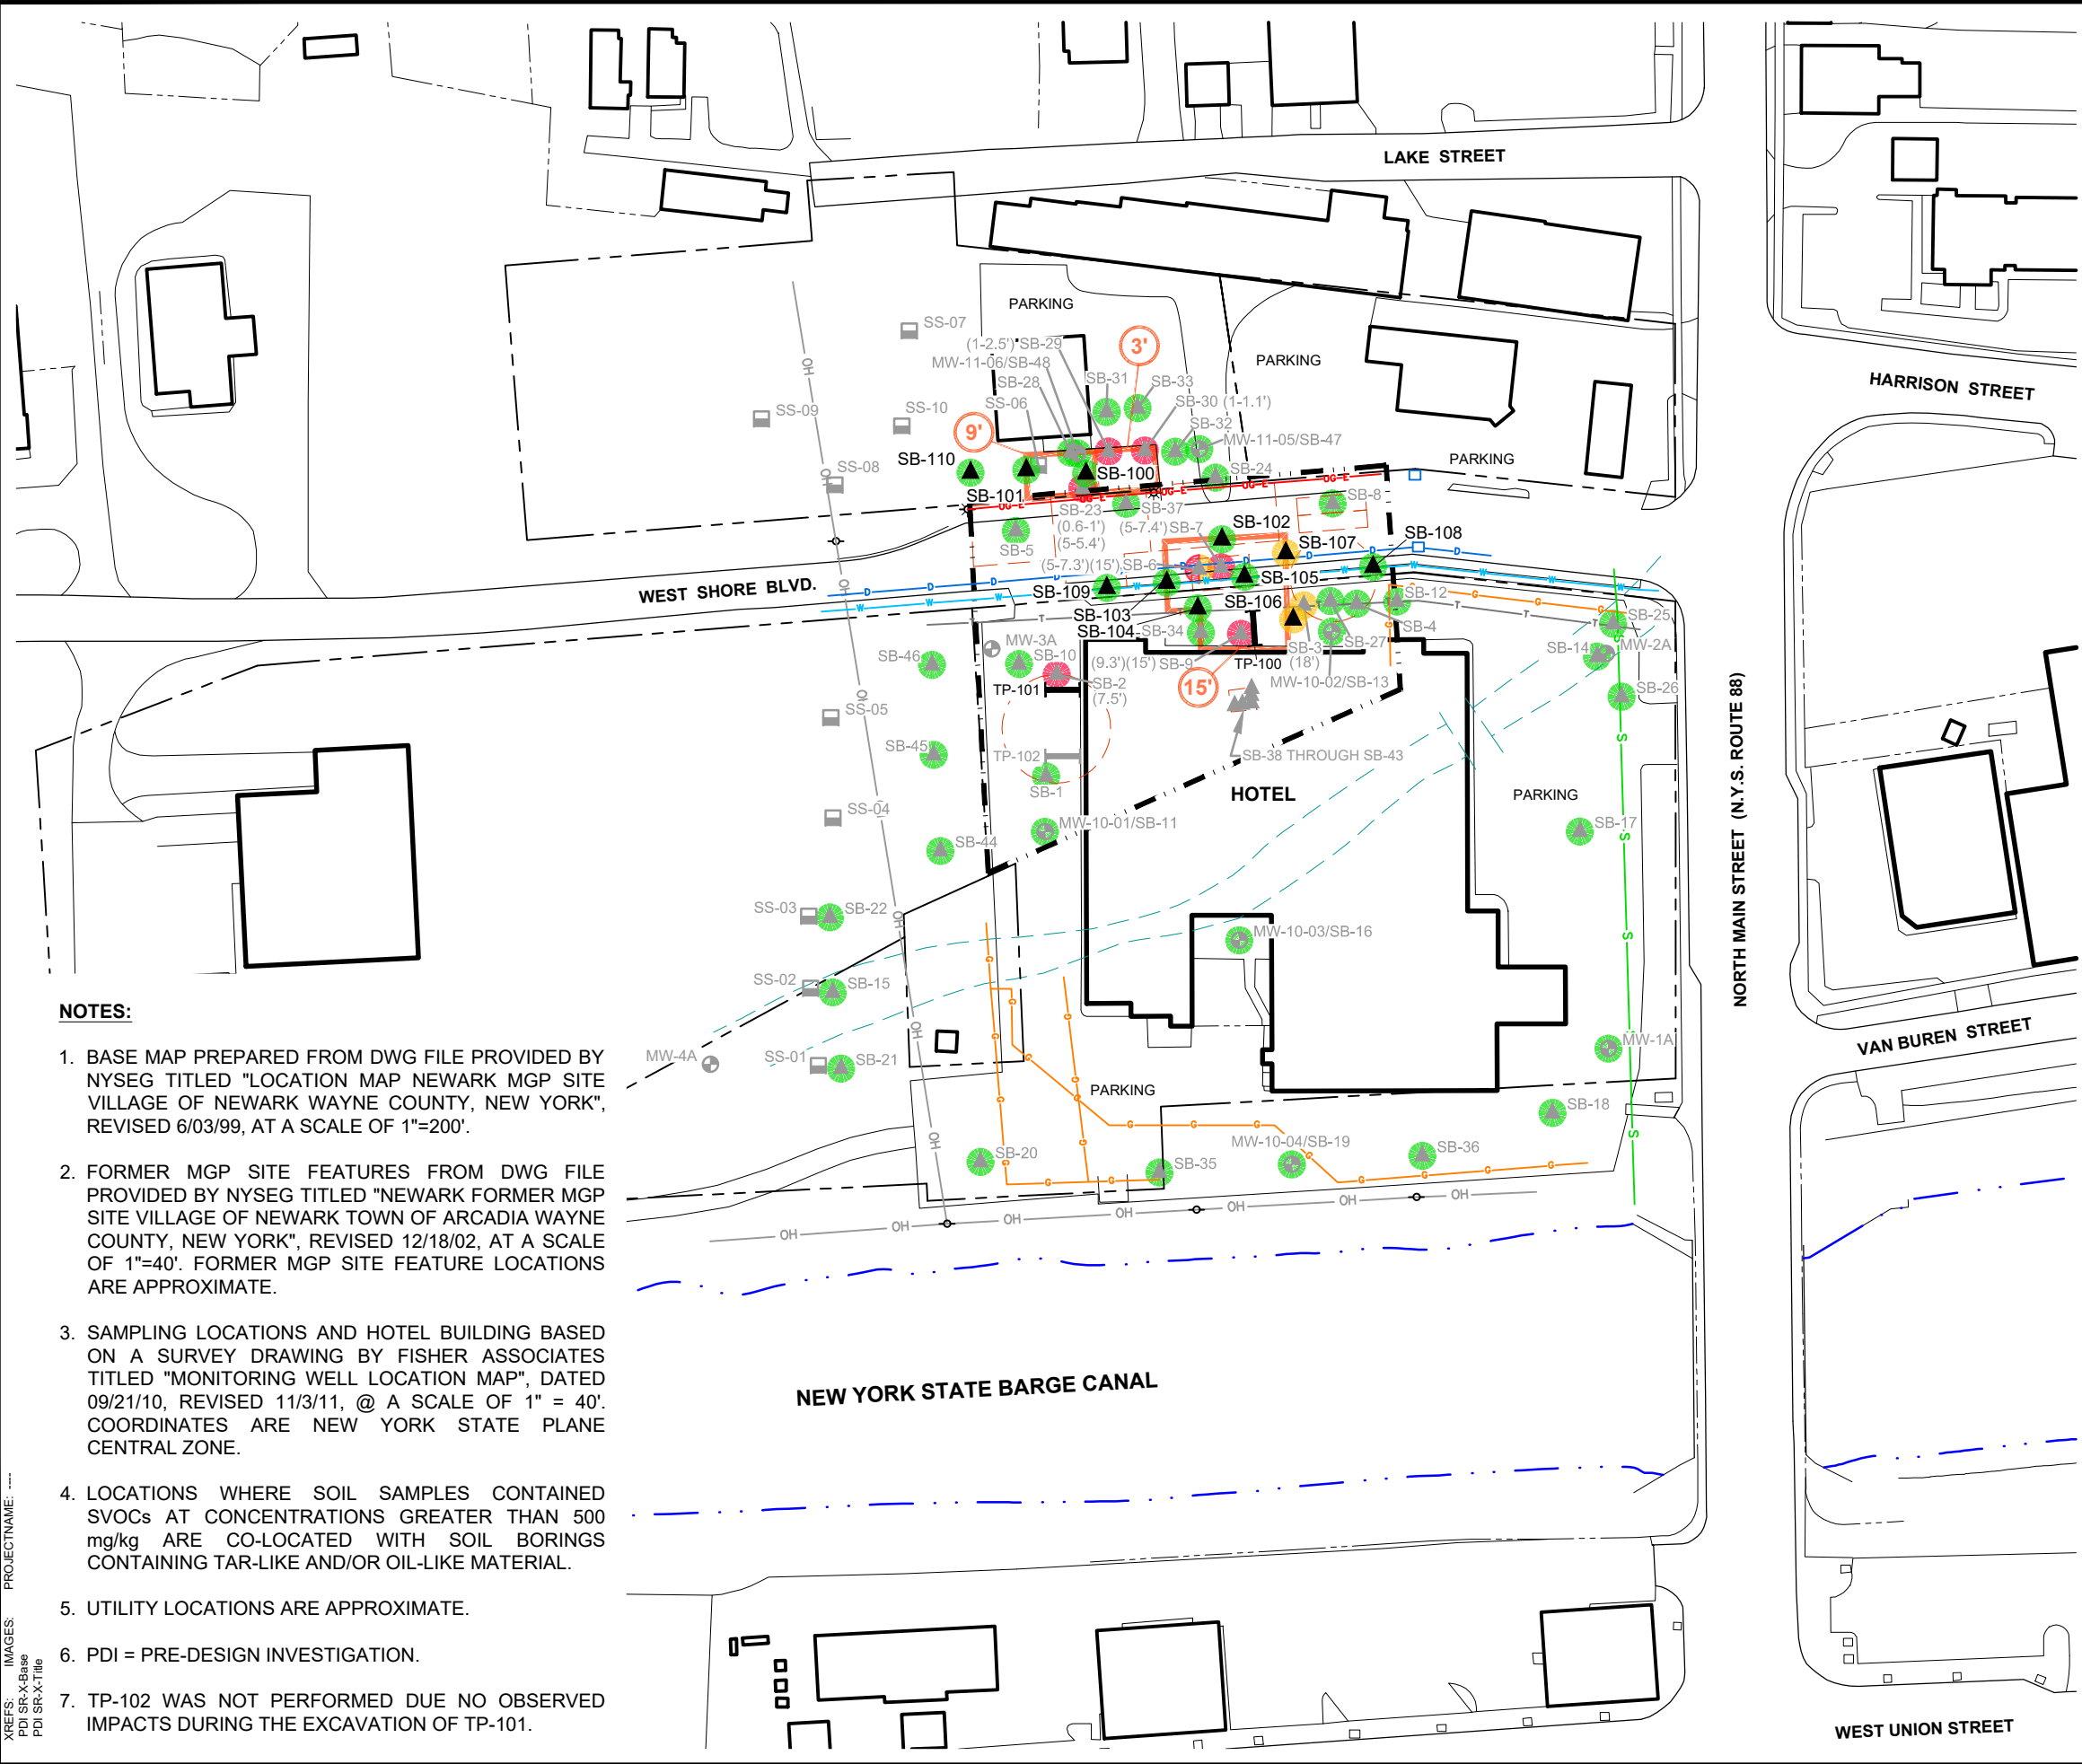 LAKE STREET
PARKING
SS-07
(1-2.5') SB-29
3'
MW-11-06/SB-48
PARKING
SB-28
SB-31
SB-33
HARRISON STREET
SS-09
SS-10
SS-06
SB-30 (1-1.1')
9'
SB-32
MW-11-05/SB-47
SB-110
SS-08
SB-100
SB-24
PARKING
SB-101
UG-E
UG-E
UG-E
UG-E
SB-23
(0.6-1')
(5-5.4')
SB-37
SB-8
SB-5
(5-7.4') SB-7
SB-102
SB-107
SB-108
(5-7.3')(15') SB-6
SB-105
WEST SHORE BLVD.
SB-109
SB-103
SB-106
SB-12
SB-104
SB-34
SB-4
SB-25
SB-3
(18')
SB-27
SB-46
MW-3A
SB-10
(9.3')(15') SB-9
TP-100
SB-14
MW-2A
TP-101
SB-2
(7.5')
15'
MW-10-02/SB-13
SB-26
SS-05
SB-45
TP-102
SB-38 THROUGH SB-43
SB-1
HOTEL
PARKING
NORTH MAIN STREET (N.Y.S. ROUTE 88)
SS-04
MW-10-01/SB-11
SB-17
SB-44
SS-03
SB-22
MW-10-03/SB-16
SS-02
SB-15
MW-4A
SS-01
SB-21
MW-1A
VAN BUREN STREET
PARKING
SB-18
SB-20
SB-35
MW-10-04/SB-19
SB-36
OH
OH
OH
OH
OH
NEW YORK STATE BARGE CANAL
WEST UNION STREET
NOTES:
1. BASE MAP PREPARED FROM DWG FILE PROVIDED BY
NYSEG TITLED "LOCATION MAP NEWARK MGP SITE
VILLAGE OF NEWARK WAYNE COUNTY, NEW YORK",
REVISED 6/03/99, AT A SCALE OF 1"=200'.
2. FORMER MGP SITE FEATURES FROM DWG FILE
PROVIDED BY NYSEG TITLED "NEWARK FORMER MGP
SITE VILLAGE OF NEWARK TOWN OF ARCADIA WAYNE
COUNTY, NEW YORK", REVISED 12/18/02, AT A SCALE
OF 1"=40'. FORMER MGP SITE FEATURE LOCATIONS
ARE APPROXIMATE.
3. SAMPLING LOCATIONS AND HOTEL BUILDING BASED
ON A SURVEY DRAWING BY FISHER ASSOCIATES
TITLED "MONITORING WELL LOCATION MAP", DATED
09/21/10, REVISED 11/3/11, @ A SCALE OF 1" = 40'.
COORDINATES ARE NEW YORK STATE PLANE
CENTRAL ZONE.
4. LOCATIONS WHERE SOIL SAMPLES CONTAINED
SVOCs AT CONCENTRATIONS GREATER THAN 500
mg/kg ARE CO-LOCATED WITH SOIL BORINGS
CONTAINING TAR-LIKE AND/OR OIL-LIKE MATERIAL.
5. UTILITY LOCATIONS ARE APPROXIMATE.
6. PDI = PRE-DESIGN INVESTIGATION.
7. TP-102 WAS NOT PERFORMED DUE NO OBSERVED
IMPACTS DURING THE EXCAVATION OF TP-101.
XREFS: IMAGES: PROJECTNAME: ----
PDI SR-X-Base
PDI SR-X-Title